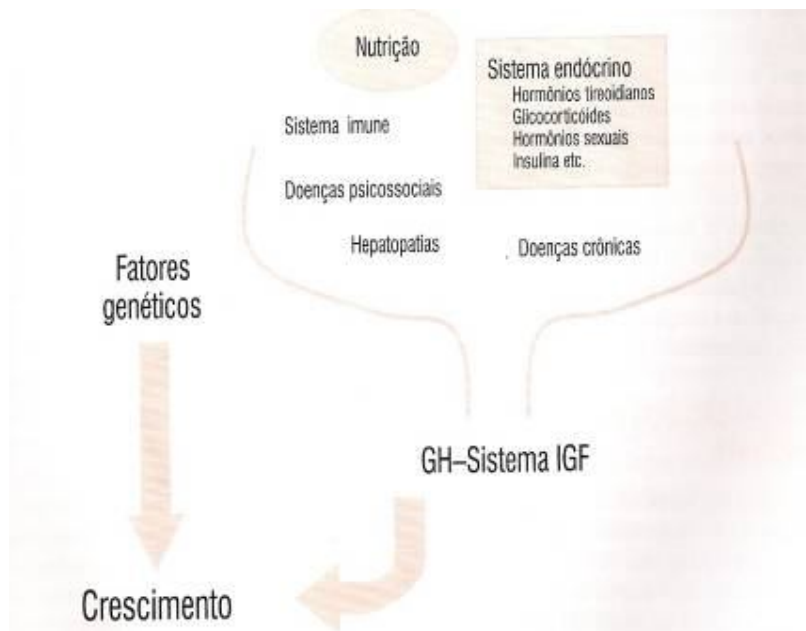 Nutrição
Sistema endócrino
Hormônios tireoidianos
Glicocorticóides
Hormônios sexuais
Insulina etc.
Sistema imune
Doenças psicossociais
Hepatopatias
Doenças crônicas
Fatores
genéticos
GH–Sistema IGF
Crescimento